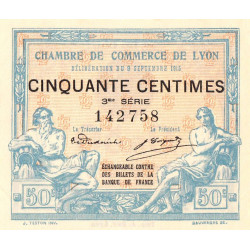 CHAMBRE DE COMMERCE DE LYON
DÉLIBÉRATION DU 9 SEPTEMBRE 1915
CINQUANTE CENTIMES
3me SÉRIE
142758
Le Trésorier Le Président
ÉCHANGEABLE CONTRE
DES BILLETS DE LA
BANQUE DE FRANCE
50c 50c